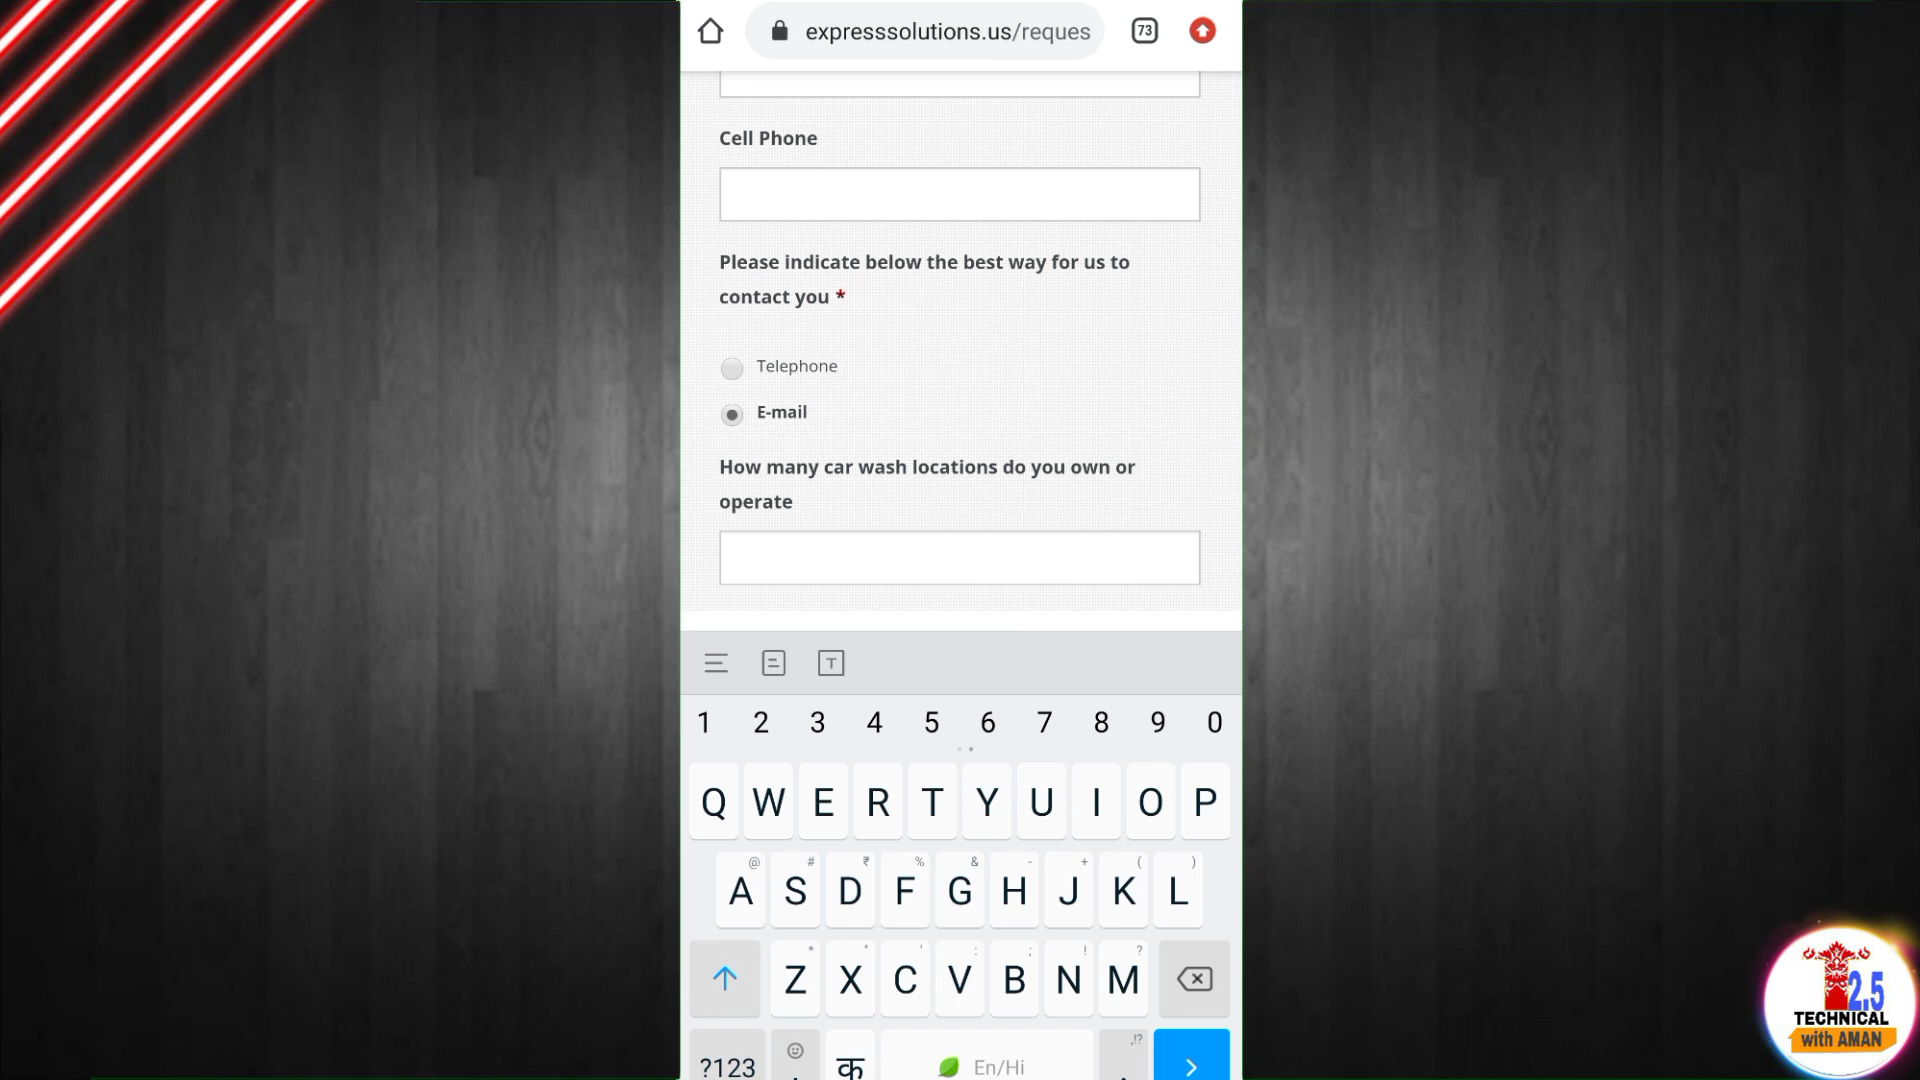 expresssolutions.us/reques
73
Cell Phone
Please indicate below the best way for us to
contact you *
Telephone
E-mail
How many car wash locations do you own or
operate
T
1 2 3 4 5 6 7 8 9 0
Q W E R T Y U I O P
@ # ₹ % & - + ( )
A S D F G H J K L
* " ' : ; ! ?
Z X C V B N M
,!?
?123 क En/Hi
2.5
TECHNICAL
with AMAN